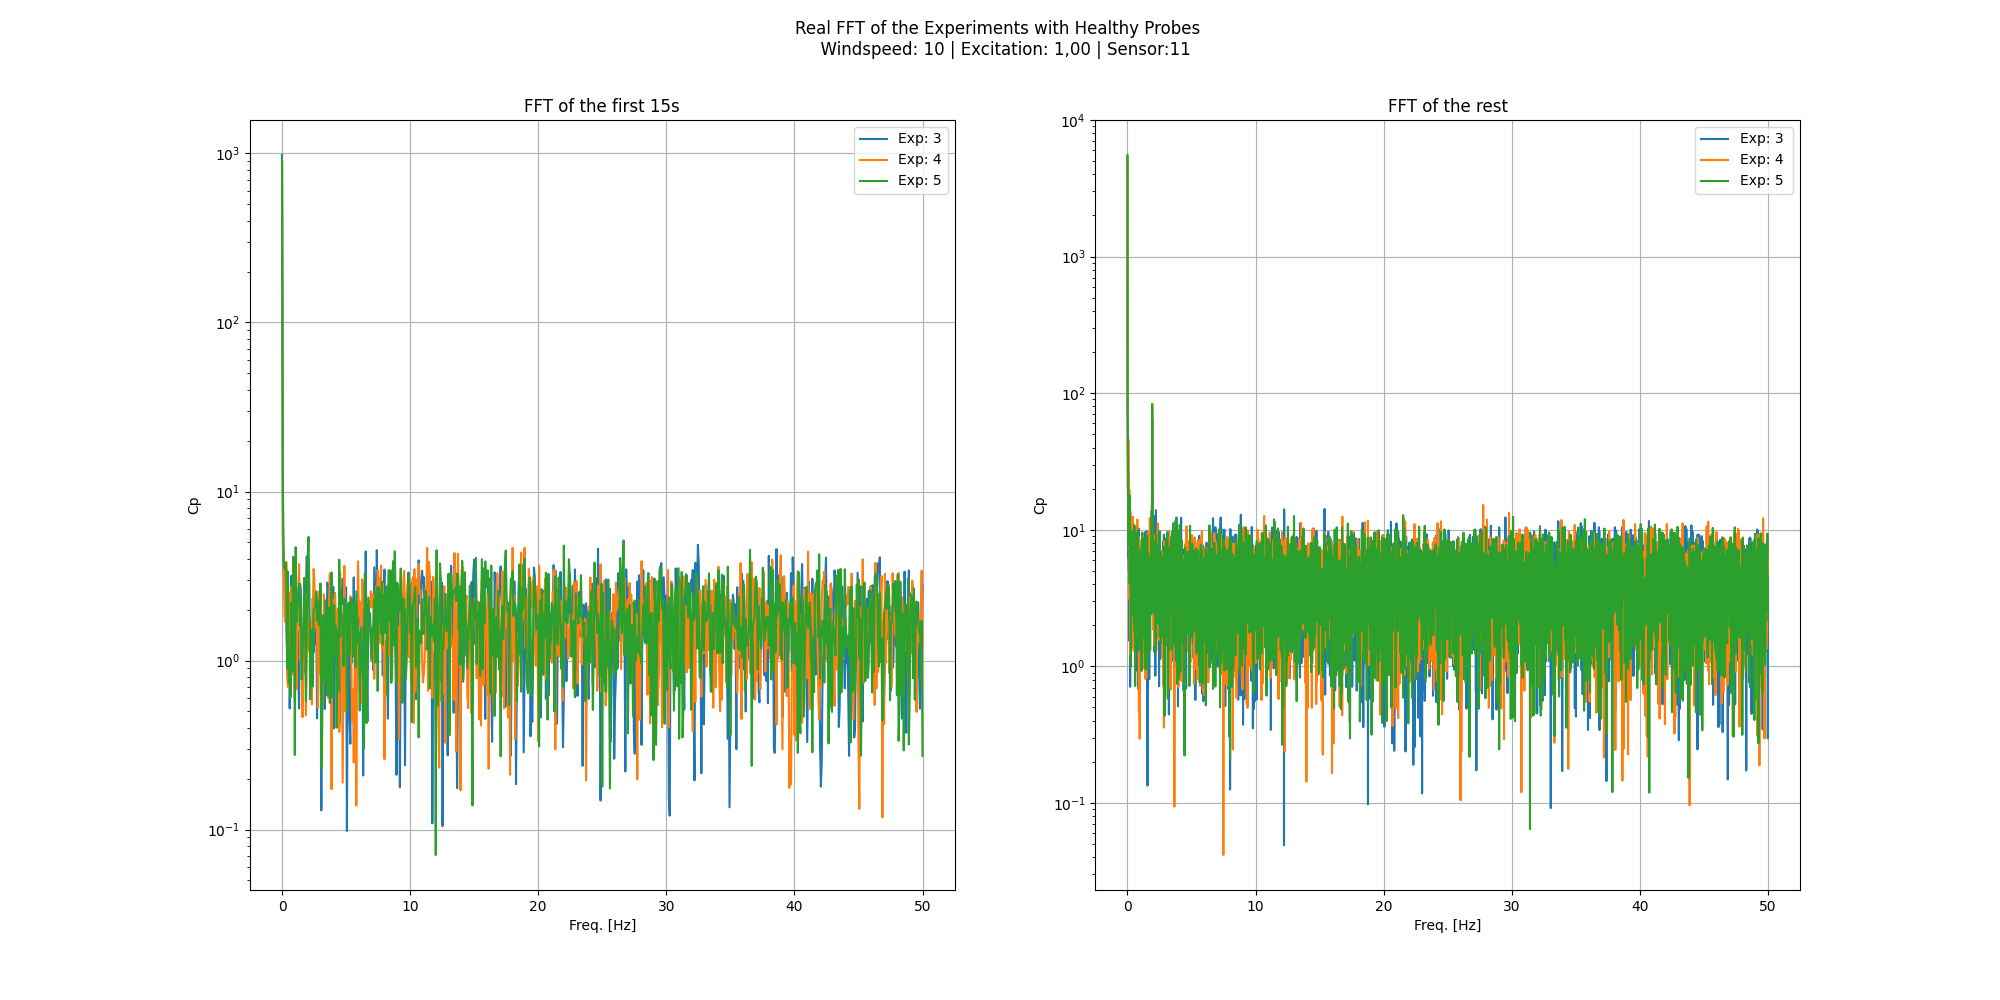 Real FFT of the Experiments with Healthy Probes
Windspeed: 10 | Excitation: 1,00 | Sensor:11
FFT of the first 15s
Exp: 3
Exp: 4
Exp: 5
10³
10²
10¹
10⁰
10⁻¹
Cp
0 10 20 30 40 50
Freq. [Hz]
FFT of the rest
Exp: 3
Exp: 4
Exp: 5
10⁴
10³
10²
10¹
10⁰
10⁻¹
Cp
0 10 20 30 40 50
Freq. [Hz]